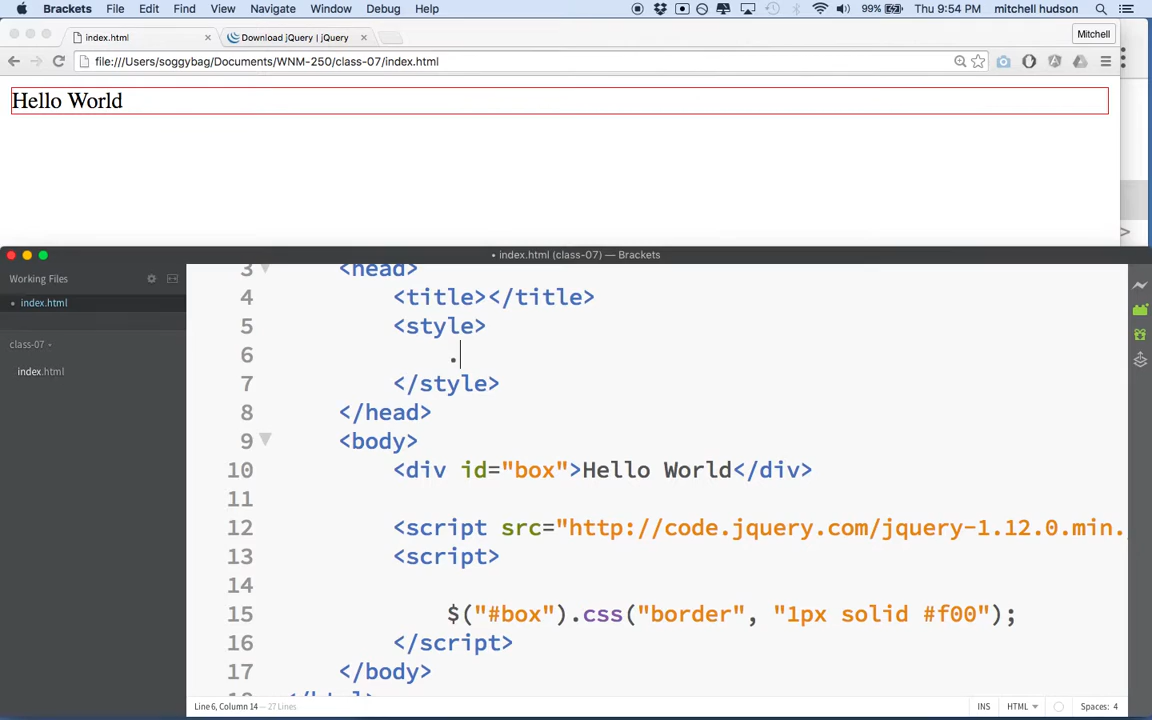 Brackets File Edit Find View Navigate Window Debug Help 99% Thu 9:54 PM mitchell hudson
index.html Download jQuery | jQuery Mitchell
file:///Users/soggybag/Documents/WNM-250/class-07/index.html
Hello World
• index.html (class-07) — Brackets
Working Files
index.html
class-07
index.html
3 <head>
4 <title></title>
5 <style>
6 .
7 </style>
8 </head>
9 <body>
10 <div id="box">Hello World</div>
11
12 <script src="http://code.jquery.com/jquery-1.12.0.min.
13 <script>
14
15 $("#box").css("border", "1px solid #f00");
16 </script>
17 </body>
18 </html>
Line 6, Column 14 — 27 Lines INS HTML Spaces: 4